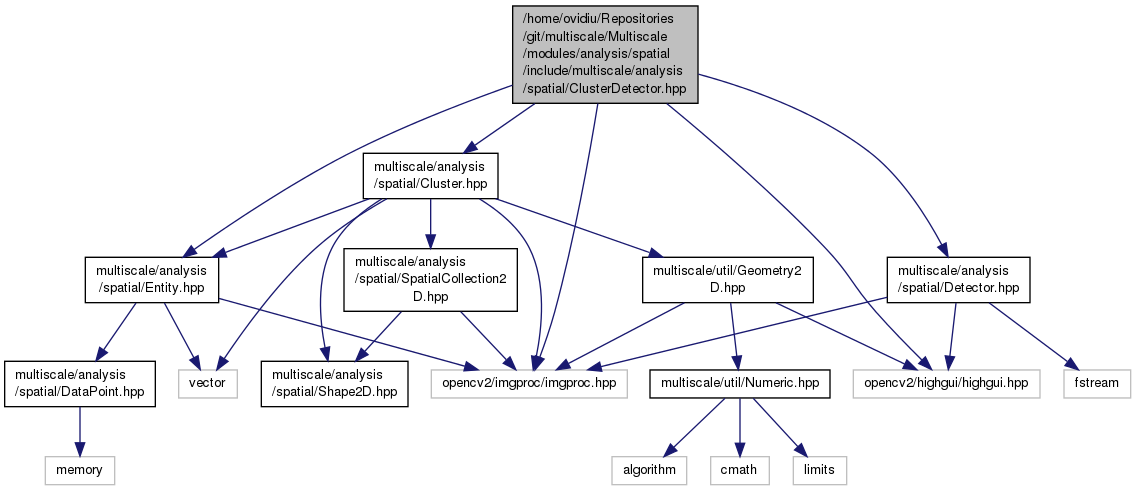 /home/ovidiu/Repositories
/git/multiscale/Multiscale
/modules/analysis/spatial
/include/multiscale/analysis
/spatial/ClusterDetector.hpp
multiscale/analysis
/spatial/Cluster.hpp
multiscale/analysis
/spatial/Entity.hpp
multiscale/analysis
/spatial/SpatialCollection2
D.hpp
multiscale/util/Geometry2
D.hpp
multiscale/analysis
/spatial/Detector.hpp
multiscale/analysis
/spatial/DataPoint.hpp
vector
multiscale/analysis
/spatial/Shape2D.hpp
opencv2/imgproc/imgproc.hpp
multiscale/util/Numeric.hpp
opencv2/highgui/highgui.hpp
fstream
memory
algorithm
cmath
limits